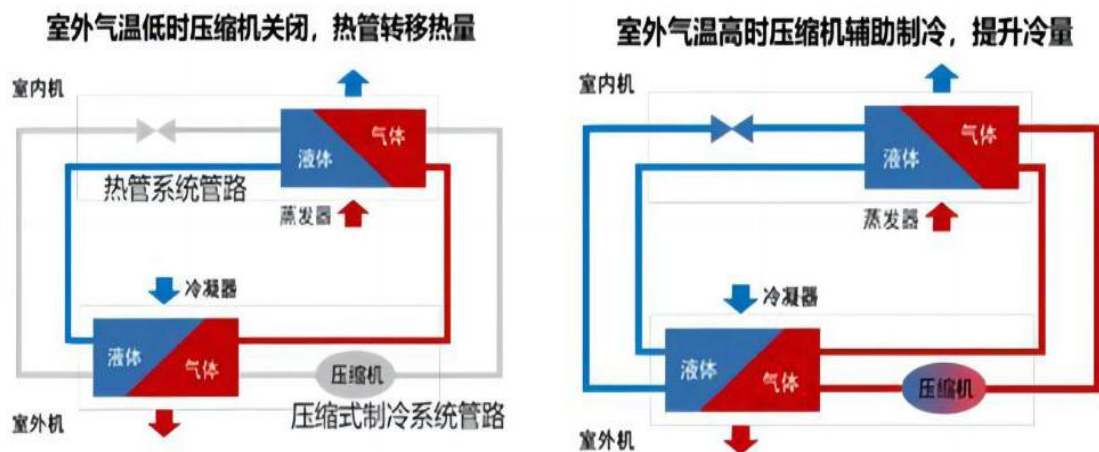 室外气温低时压缩机关闭，热管转移热量
室内机
气体
液体
热管系统管路
蒸发器
冷凝器
液体
气体
压缩机
压缩式制冷系统管路
室外机
室外气温高时压缩机辅助制冷，提升冷量
室内机
气体
液体
蒸发器
冷凝器
液体
气体
压缩机
室外机